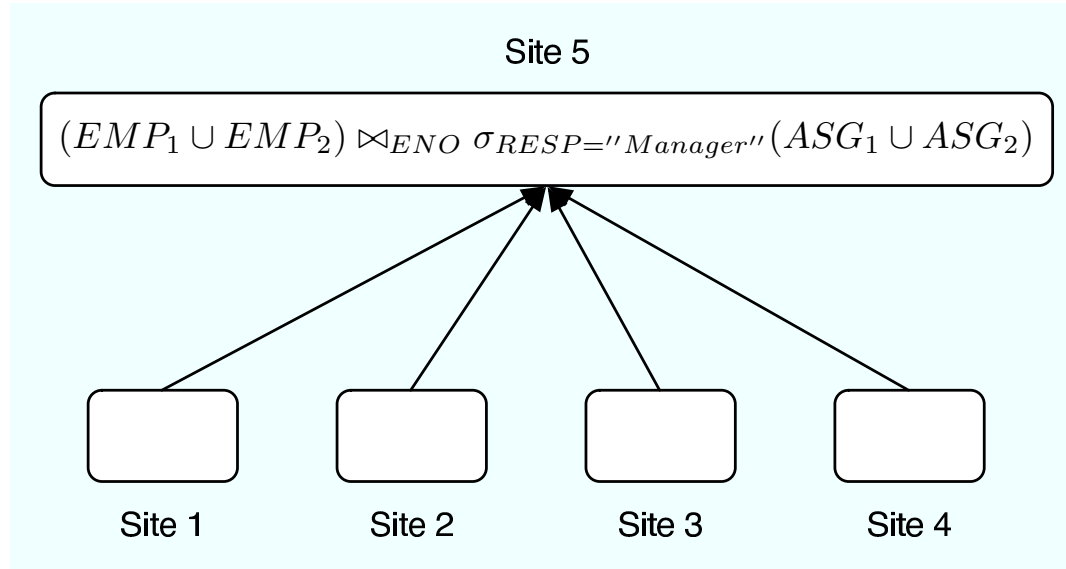 Site 5
(EMP₁ ∪ EMP₂) ⋈ENO σRESP=″Manager″(ASG₁ ∪ ASG₂)
Site 1 Site 2 Site 3 Site 4